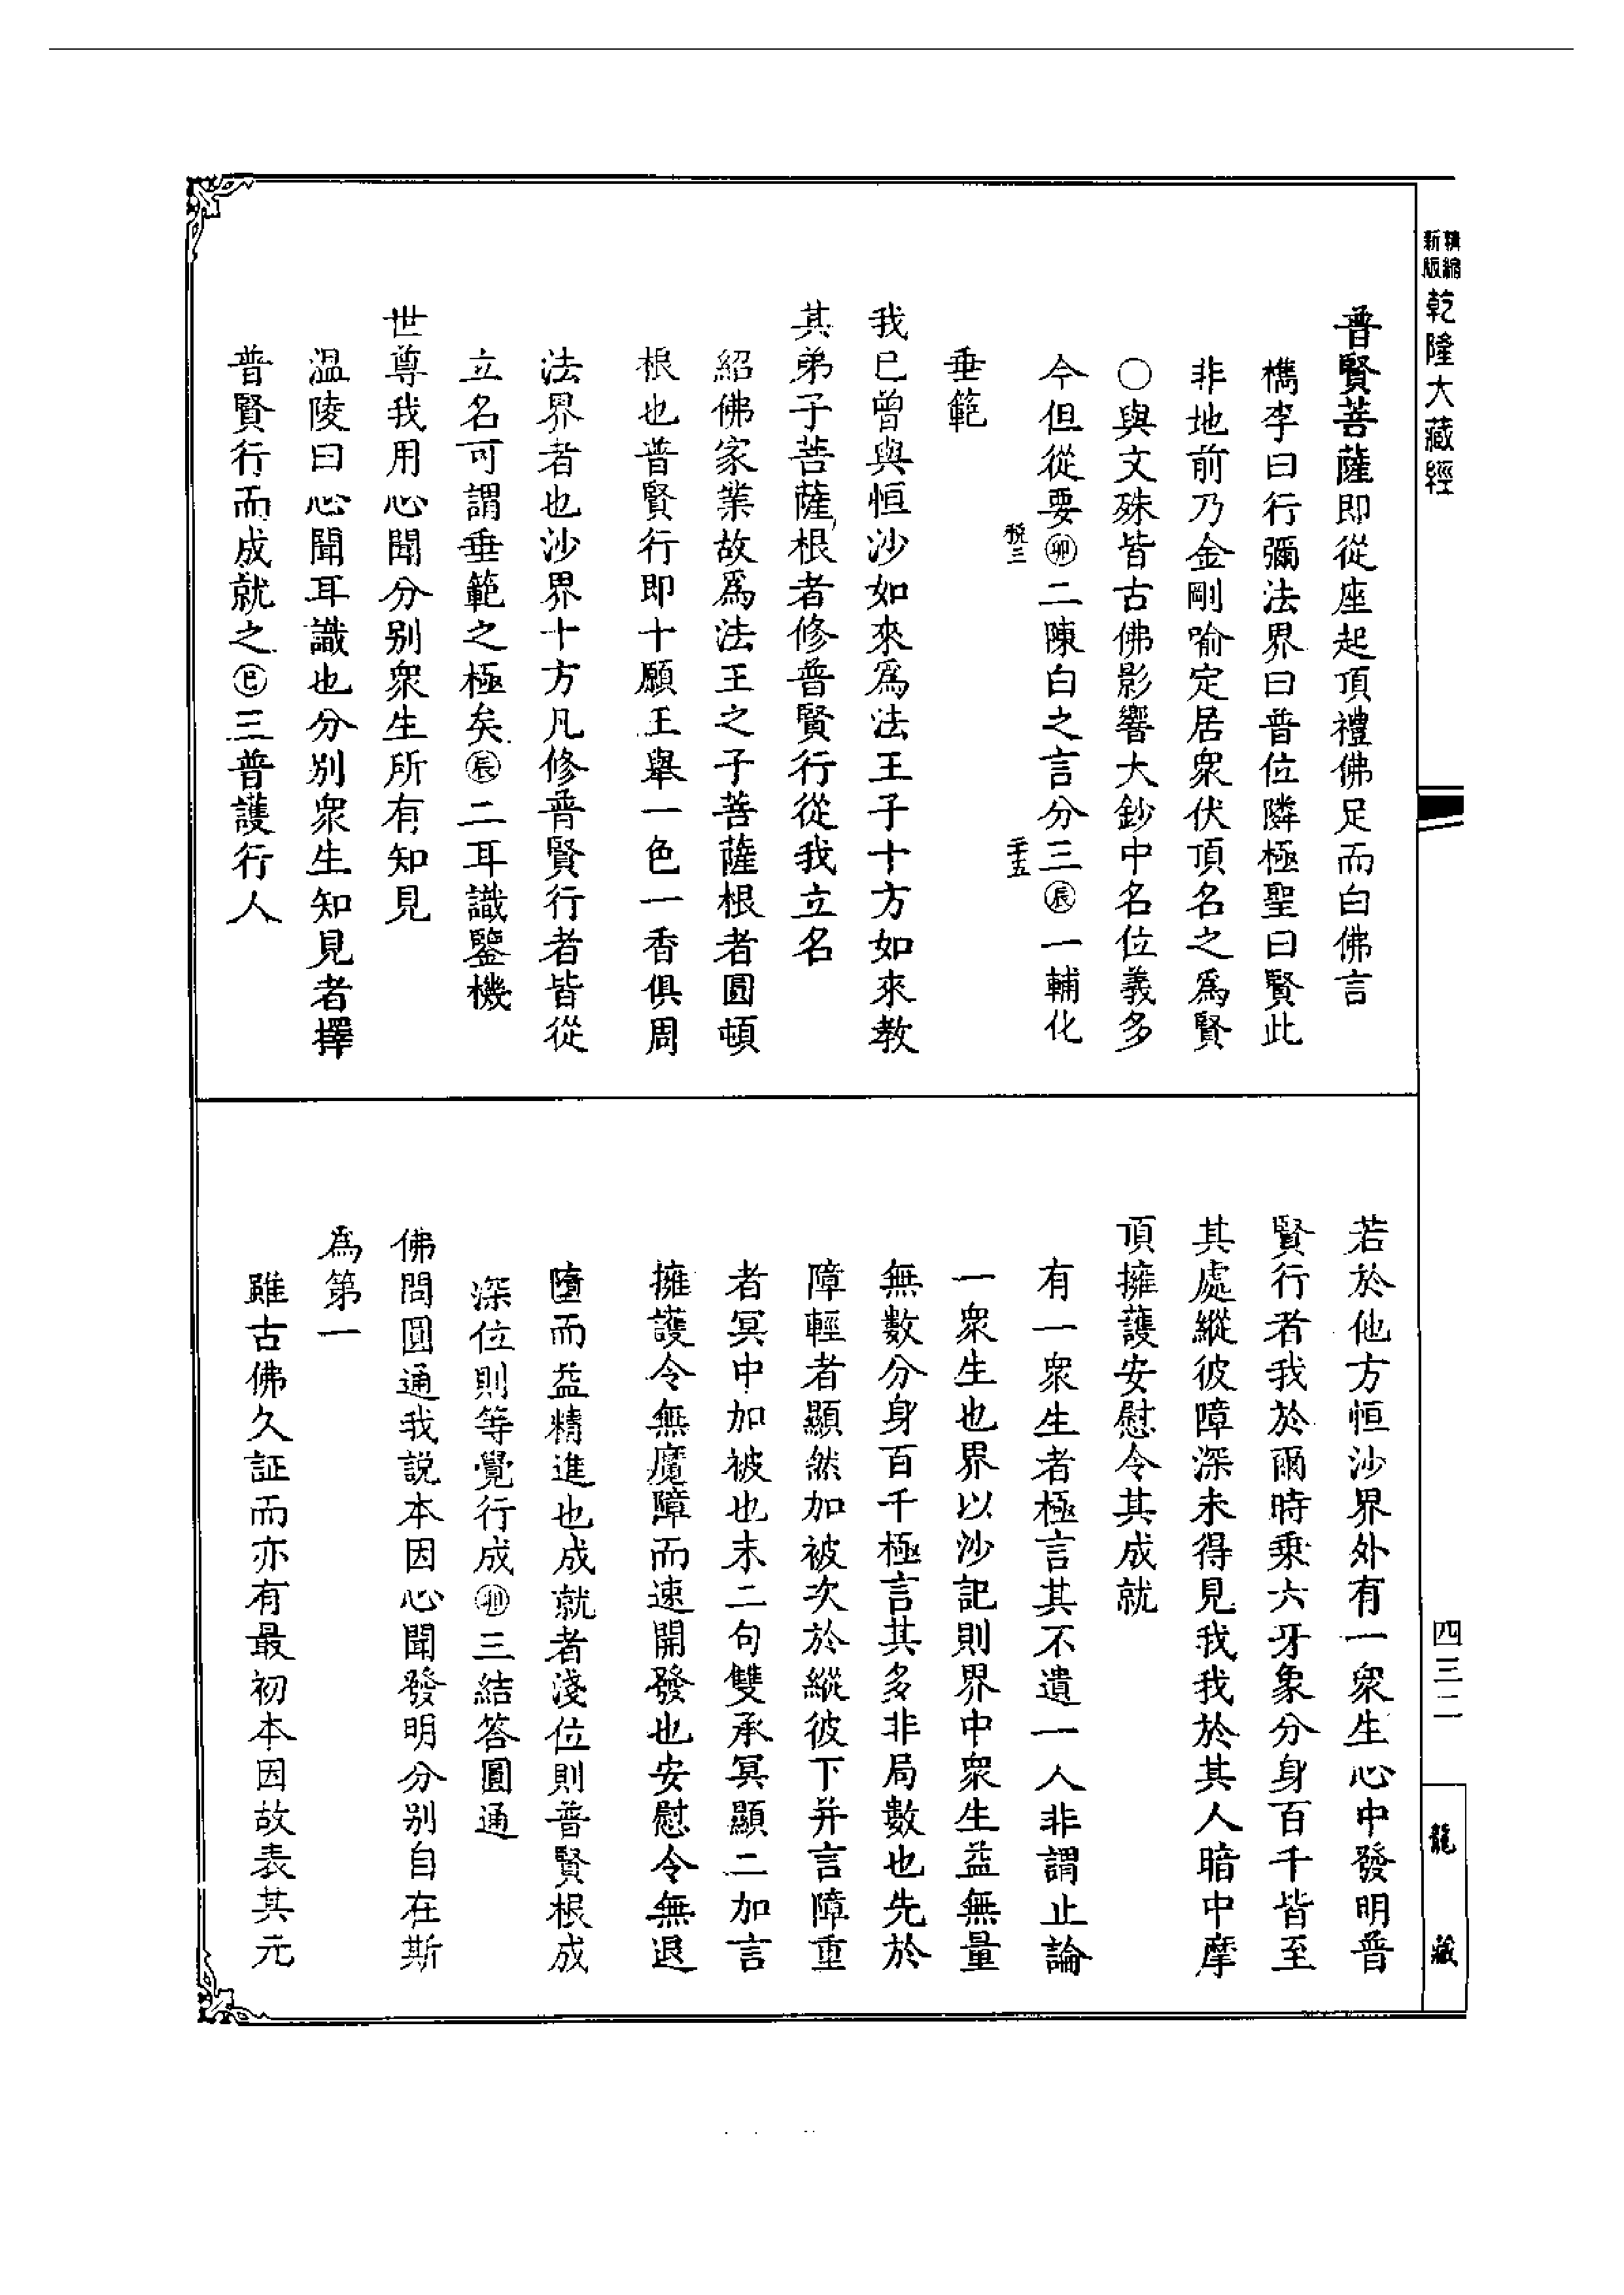 新版精縮乾隆大藏經
普賢菩薩即從座起頂禮佛足而白佛言
檇李曰行彌法界曰普位隣極聖曰賢此
非地前乃金剛喻定居衆伏頂名之爲賢
○與文殊皆古佛影響大鈔中名位義多
今但從要㊞二陳白之言分三㊞一輔化
税三
二十五
垂範
我已曾與恒沙如來爲法王子十方如來教
其弟子菩薩根者修普賢行從我立名
紹佛家業故爲法王之子菩薩根者圓頓
根也普賢行即十願王舉一色一香俱周
法界者也沙界十方凡修普賢行者皆從
立名可謂垂範之極矣辰二耳識鑒機
世尊我用心聞分别衆生所有知見
温陵曰心聞耳識也分别衆生知見者擇
普賢行而成就之巳三普護行人
若於他方恒沙界外有一衆生心中發明普
賢行者我於爾時乗六牙象分身百千皆至
其處縱彼障深未得見我我於其人暗中摩
頂擁護安慰令其成就
有一衆生者極言其不遺一人非謂止論
一衆生也界以沙記則界中衆生益無量
無數分身百千極言其多非局數也先於
障輕者顯然加被次於縱彼下并言障重
者冥中加被也末二句雙承冥顯二加言
擁護令無魔障而速開發也安慰令無退
墮而益精進也成就者淺位則普賢根成
深位則等覺行成卯三結答圓通
佛問圓通我説本因心聞發明分别自在斯
爲第一
雖古佛久証而亦有最初本因故表其元
四三二
龍藏